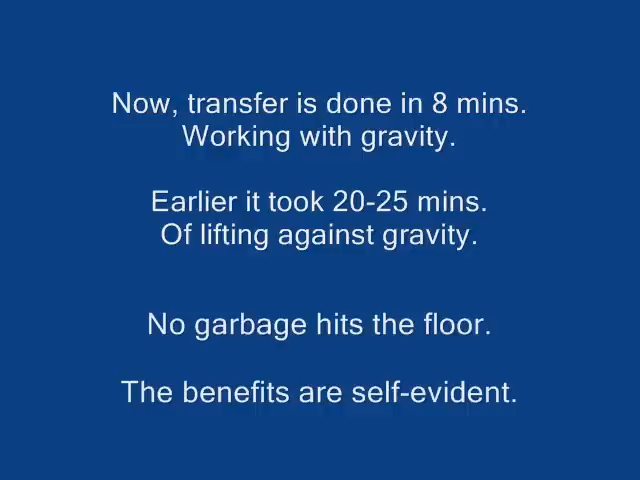 Now, transfer is done in 8 mins.
Working with gravity.
Earlier it took 20-25 mins.
Of lifting against gravity.
No garbage hits the floor.
The benefits are self-evident.